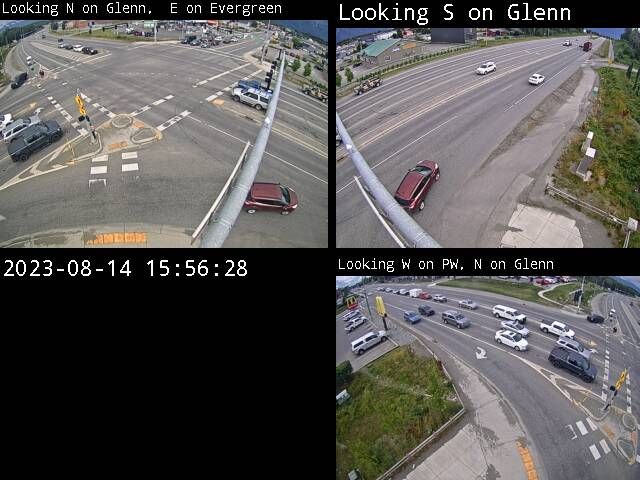 Looking N on Glenn,  E on Evergreen
Looking S on Glenn
2023-08-14 15:56:28
Looking W on PW, N on Glenn